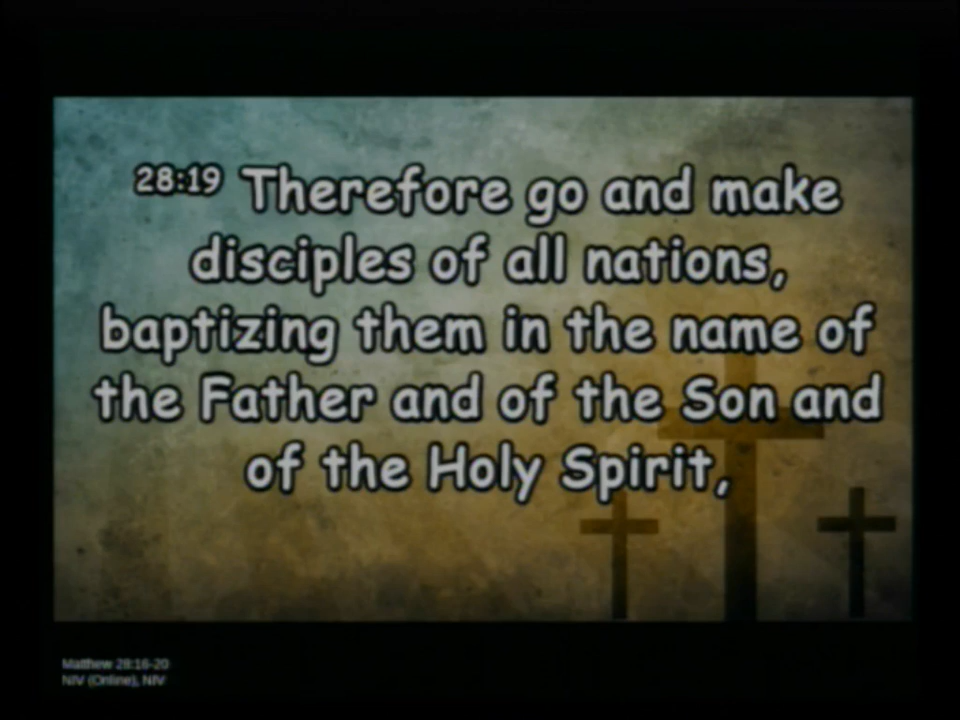 28:19 Therefore go and make
disciples of all nations,
baptizing them in the name of
the Father and of the Son and
of the Holy Spirit,
Matthew 28:16-20
NIV (Online), NIV